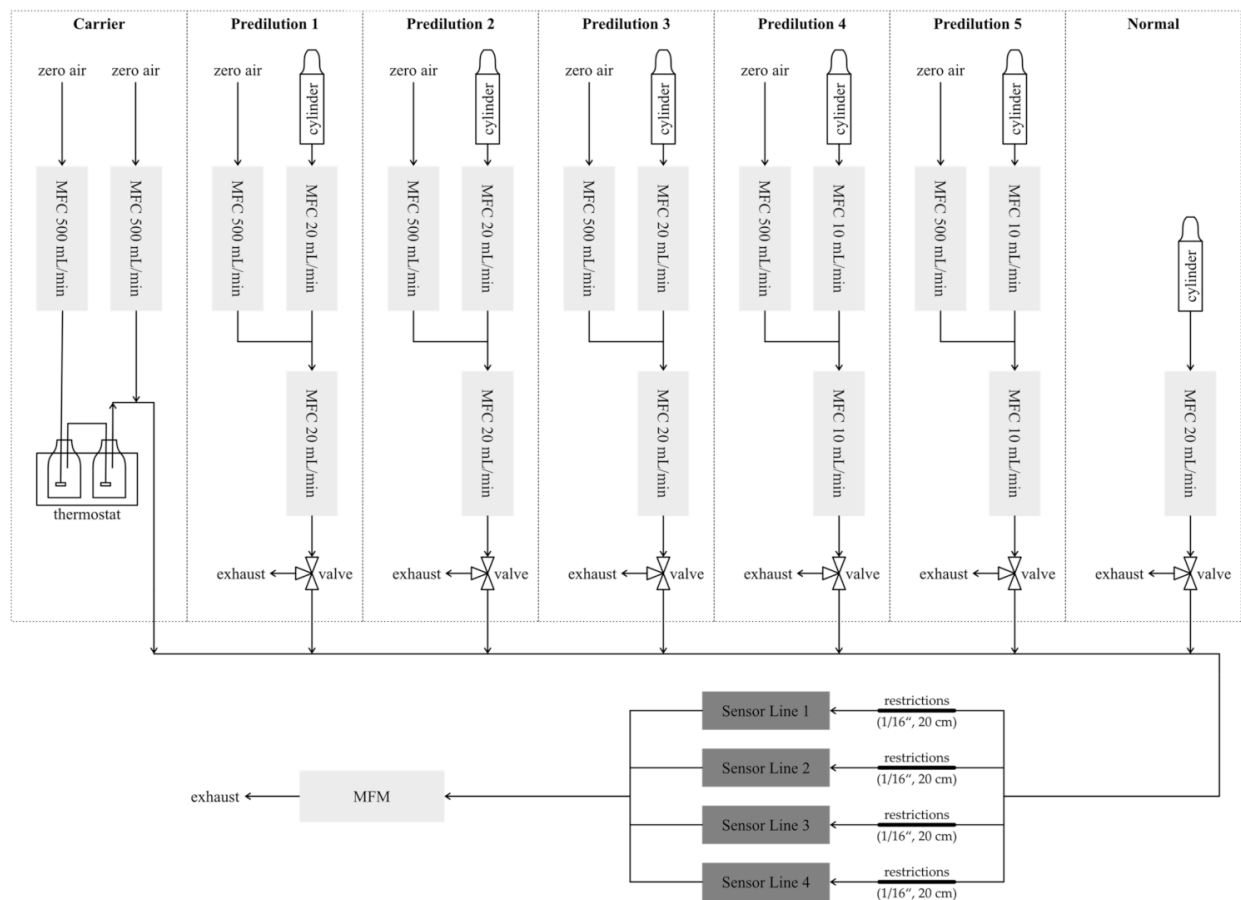 Carrier
Predilution 1
Predilution 2
Predilution 3
Predilution 4
Predilution 5
Normal
zero air
zero air
zero air
cylinder
zero air
cylinder
zero air
cylinder
zero air
cylinder
zero air
cylinder
MFC 500 mL/min
MFC 500 mL/min
MFC 500 mL/min
MFC 20 mL/min
MFC 500 mL/min
MFC 20 mL/min
MFC 500 mL/min
MFC 20 mL/min
MFC 500 mL/min
MFC 10 mL/min
MFC 500 mL/min
MFC 10 mL/min
cylinder
MFC 20 mL/min
MFC 20 mL/min
MFC 20 mL/min
MFC 10 mL/min
MFC 10 mL/min
MFC 20 mL/min
thermostat
exhaust
valve
exhaust
valve
exhaust
valve
exhaust
valve
exhaust
valve
exhaust
valve
Sensor Line 1
restrictions
(1/16“, 20 cm)
Sensor Line 2
restrictions
(1/16“, 20 cm)
exhaust
MFM
Sensor Line 3
restrictions
(1/16“, 20 cm)
Sensor Line 4
restrictions
(1/16“, 20 cm)